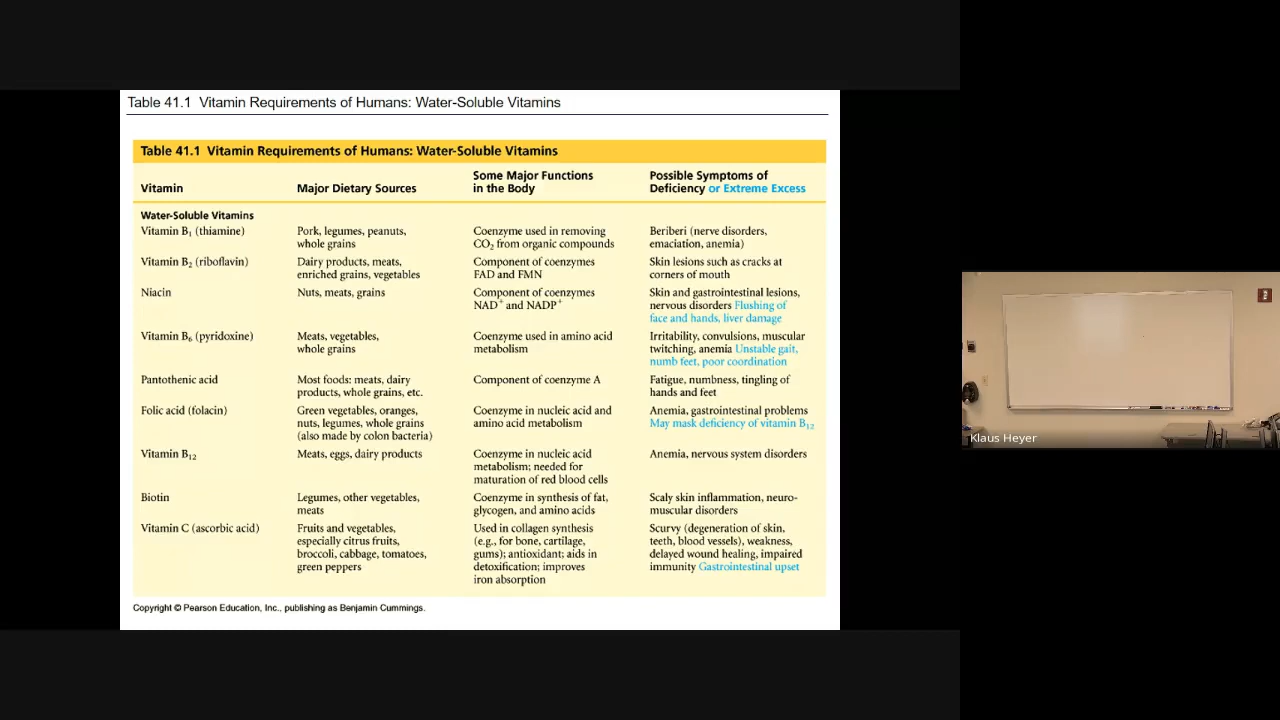 Table 41.1 Vitamin Requirements of Humans: Water-Soluble Vitamins
Table 41.1 Vitamin Requirements of Humans: Water-Soluble Vitamins
Vitamin
Major Dietary Sources
Some Major Functions
in the Body
Possible Symptoms of
Deficiency or Extreme Excess
Water-Soluble Vitamins
Vitamin B₁ (thiamine)
Pork, legumes, peanuts,
whole grains
Coenzyme used in removing
CO₂ from organic compounds
Beriberi (nerve disorders,
emaciation, anemia)
Vitamin B₂ (riboflavin)
Dairy products, meats,
enriched grains, vegetables
Component of coenzymes
FAD and FMN
Skin lesions such as cracks at
corners of mouth
Niacin
Nuts, meats, grains
Component of coenzymes
NAD⁺ and NADP⁺
Skin and gastrointestinal lesions,
nervous disorders Flushing of
face and hands, liver damage
Vitamin B₆ (pyridoxine)
Meats, vegetables,
whole grains
Coenzyme used in amino acid
metabolism
Irritability, convulsions, muscular
twitching, anemia Unstable gait,
numb feet, poor coordination
Pantothenic acid
Most foods: meats, dairy
products, whole grains, etc.
Component of coenzyme A
Fatigue, numbness, tingling of
hands and feet
Folic acid (folacin)
Green vegetables, oranges,
nuts, legumes, whole grains
(also made by colon bacteria)
Coenzyme in nucleic acid and
amino acid metabolism
Anemia, gastrointestinal problems
May mask deficiency of vitamin B₁₂
Vitamin B₁₂
Meats, eggs, dairy products
Coenzyme in nucleic acid
metabolism; needed for
maturation of red blood cells
Anemia, nervous system disorders
Biotin
Legumes, other vegetables,
meats
Coenzyme in synthesis of fat,
glycogen, and amino acids
Scaly skin inflammation, neuro-
muscular disorders
Vitamin C (ascorbic acid)
Fruits and vegetables,
especially citrus fruits,
broccoli, cabbage, tomatoes,
green peppers
Used in collagen synthesis
(e.g., for bone, cartilage,
gums); antioxidant; aids in
detoxification; improves
iron absorption
Scurvy (degeneration of skin,
teeth, blood vessels), weakness,
delayed wound healing, impaired
immunity Gastrointestinal upset
Copyright © Pearson Education, Inc., publishing as Benjamin Cummings.
Klaus Heyer